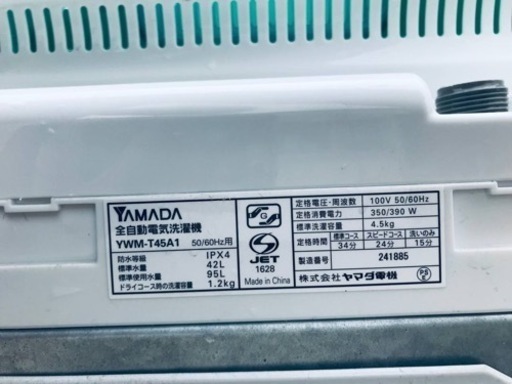 YAMADA
全自動電気洗濯機
YWM-T45A1 50/60Hz用
防水等級 IPX4
標準水量 42L
標準使用水量 95L
ドライコース時の洗濯容量 1.2kg
JET
1628
Made in China
定格電圧・周波数 100V 50/60Hz
定格消費電力 350/390 W
標準洗濯容量 4.5kg
標準コース スピードコース 洗いのみ
34分 24分 15分
製造番号 241885
株式会社ヤマダ電機
PS
E